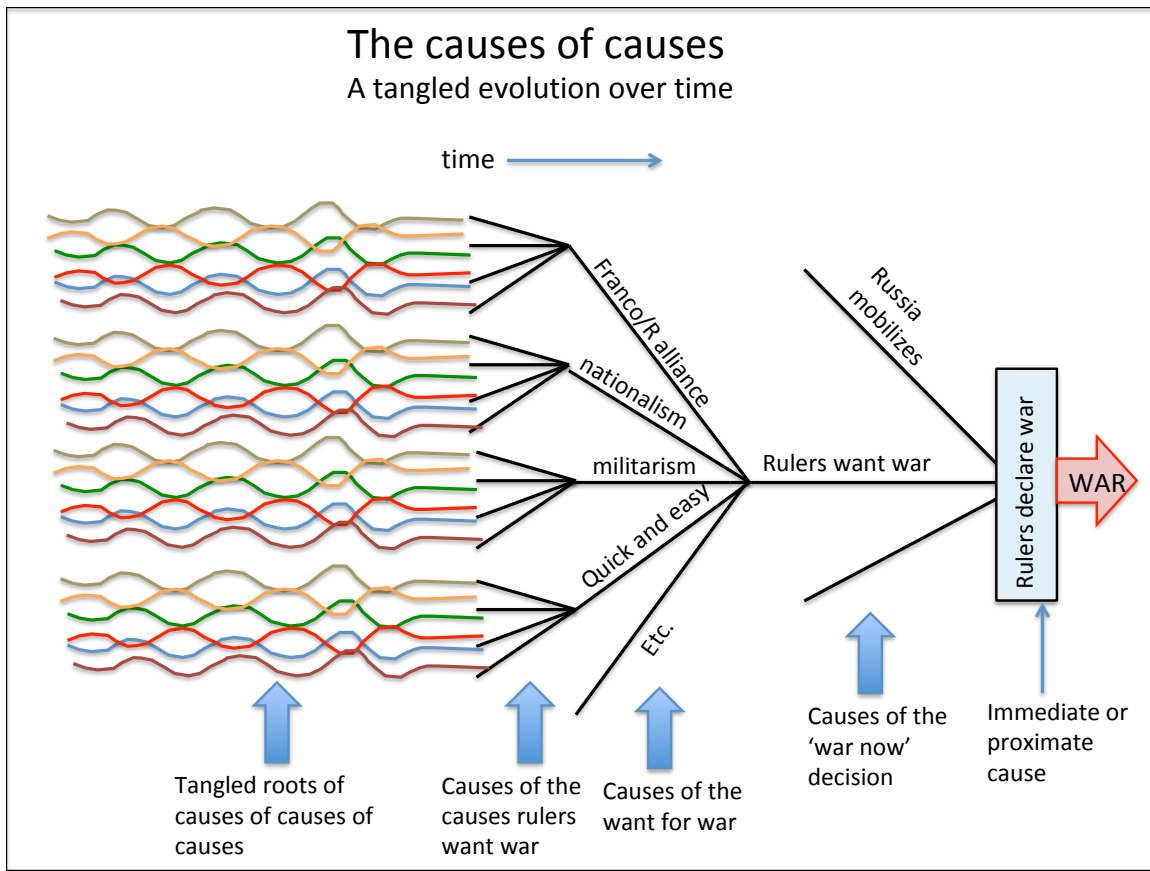 The causes of causes
A tangled evolution over time
time
Franco/R alliance
nationalism
militarism
Quick and easy
Etc.
Rulers want war
Russia
mobilizes
Rulers declare war
WAR
Tangled roots of
causes of causes of
causes
Causes of the
causes rulers
want war
Causes of the
want for war
Causes of the
‘war now’
decision
Immediate or
proximate
cause